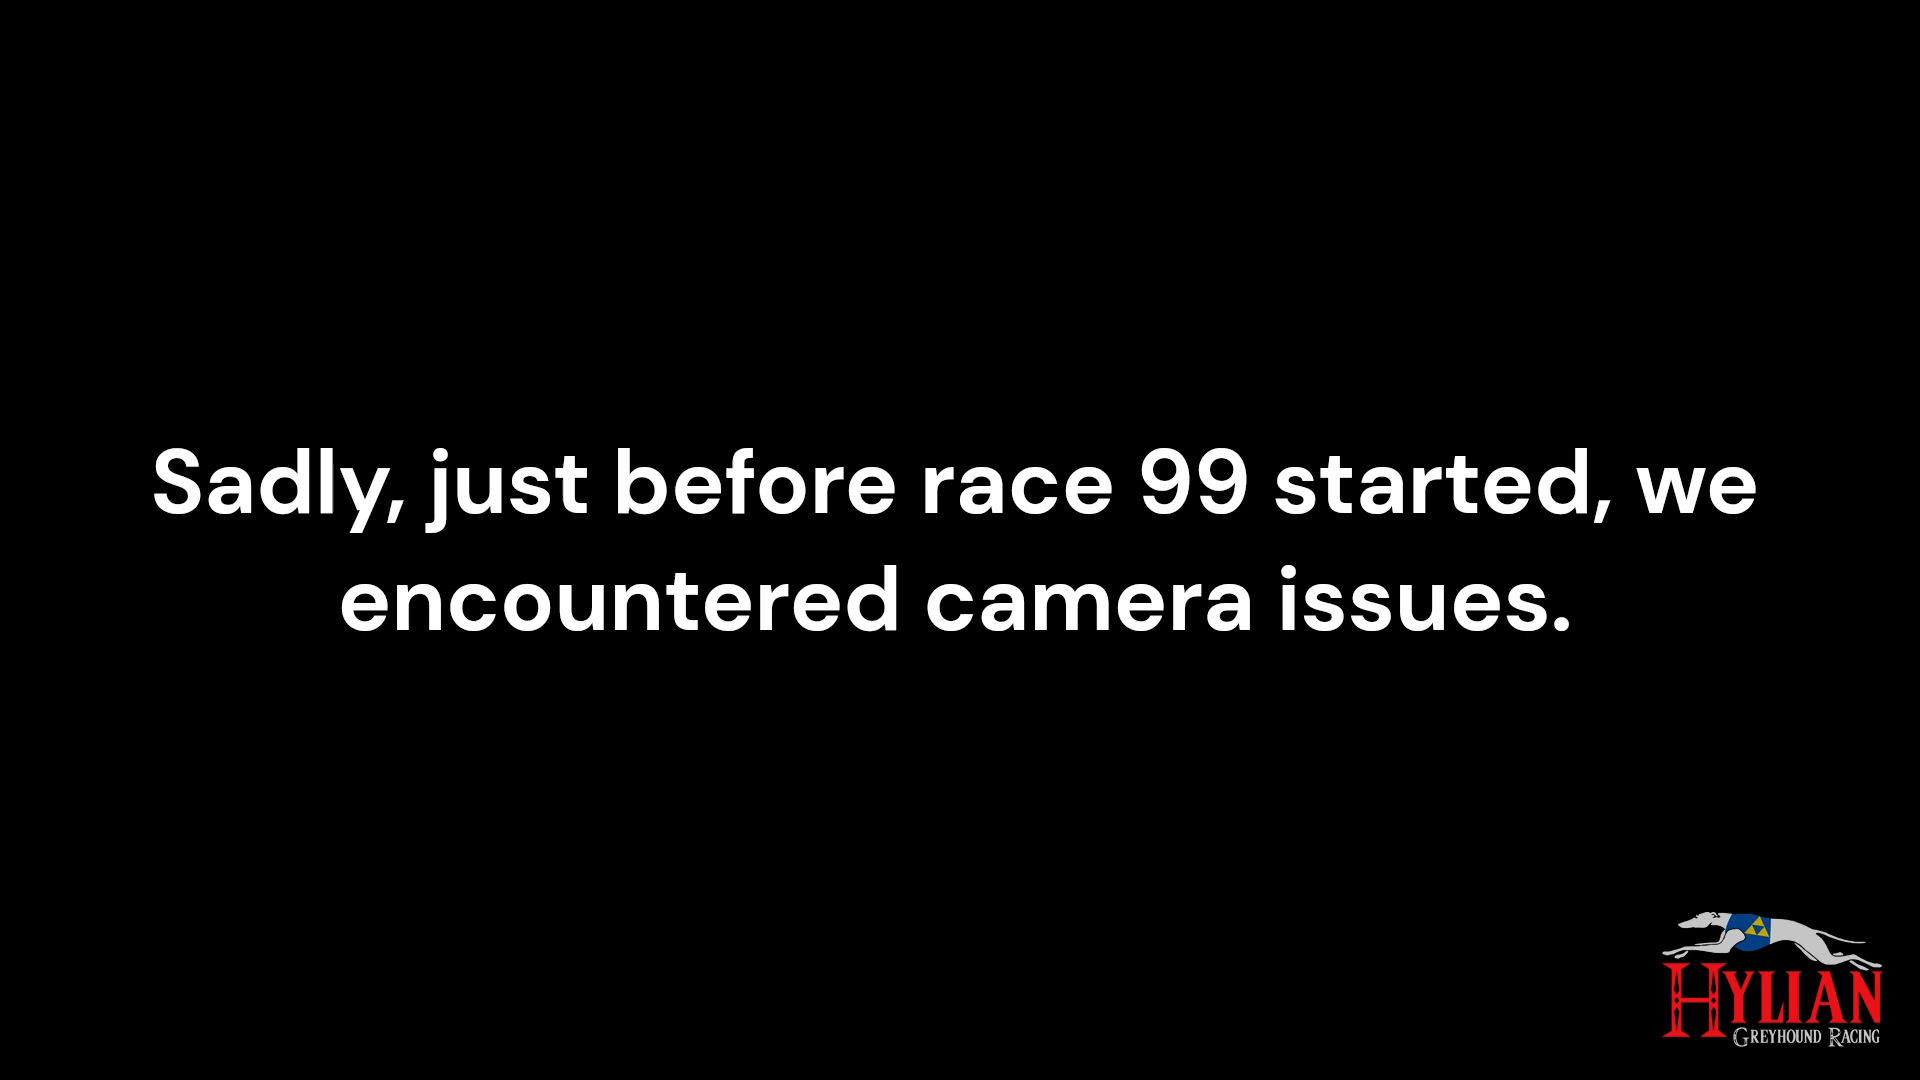 Sadly, just before race 99 started, we
encountered camera issues.
HYLIAN
GREYHOUND RACING